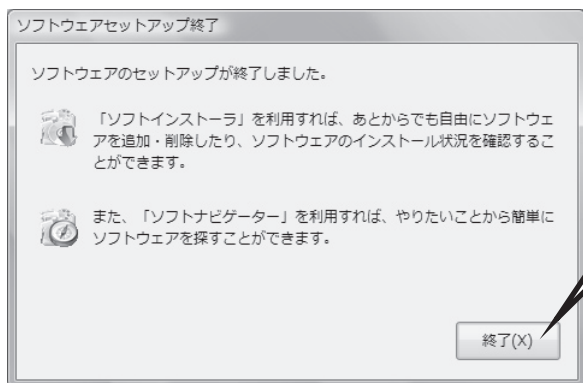 ソフトウェアセットアップ終了
ソフトウェアのセットアップが終了しました。
「ソフトインストーラ」を利用すれば、あとからでも自由にソフトウェ
アを追加・削除したり、ソフトウェアのインストール状況を確認するこ
とができます。
また、「ソフトナビゲーター」を利用すれば、やりたいことから簡単に
ソフトウェアを探すことができます。
終了(X)